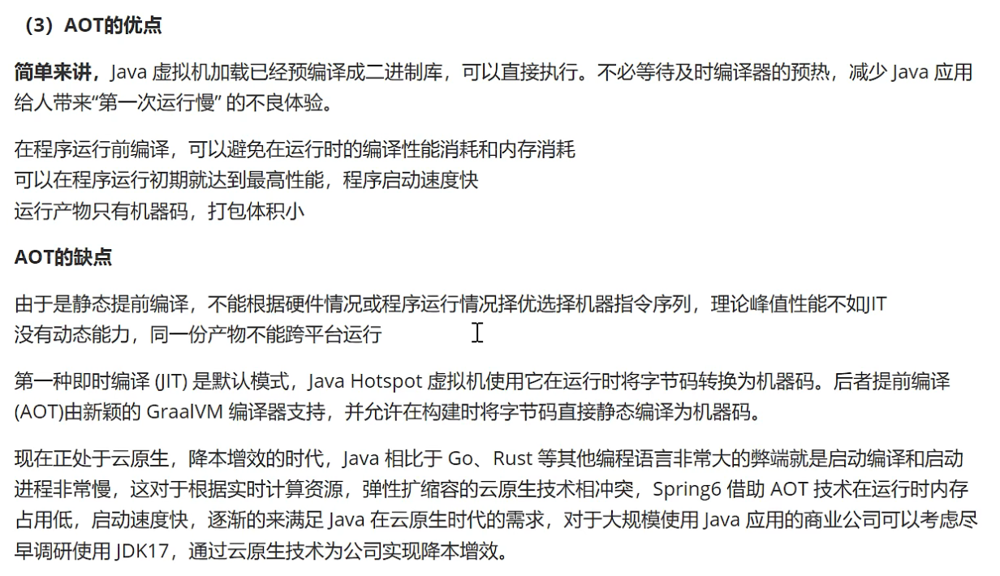 （3）AOT的优点
简单来讲，Java 虚拟机加载已经预编译成二进制库，可以直接执行。不必等待及时编译器的预热，减少 Java 应用
给人带来“第一次运行慢” 的不良体验。
在程序运行前编译，可以避免在运行时的编译性能消耗和内存消耗
可以在程序运行初期就达到最高性能，程序启动速度快
运行产物只有机器码，打包体积小
AOT的缺点
由于是静态提前编译，不能根据硬件情况或程序运行情况择优选择机器指令序列，理论峰值性能不如JIT
没有动态能力，同一份产物不能跨平台运行
第一种即时编译 (JIT) 是默认模式，Java Hotspot 虚拟机使用它在运行时将字节码转换为机器码。后者提前编译
(AOT)由新颖的 GraalVM 编译器支持，并允许在构建时将字节码直接静态编译为机器码。
现在正处于云原生，降本增效的时代，Java 相比于 Go、Rust 等其他编程语言非常大的弊端就是启动编译和启动
进程非常慢，这对于根据实时计算资源，弹性扩缩容的云原生技术相冲突，Spring6 借助 AOT 技术在运行时内存
占用低，启动速度快，逐渐的来满足 Java 在云原生时代的需求，对于大规模使用 Java 应用的商业公司可以考虑尽
早调研使用 JDK17，通过云原生技术为公司实现降本增效。